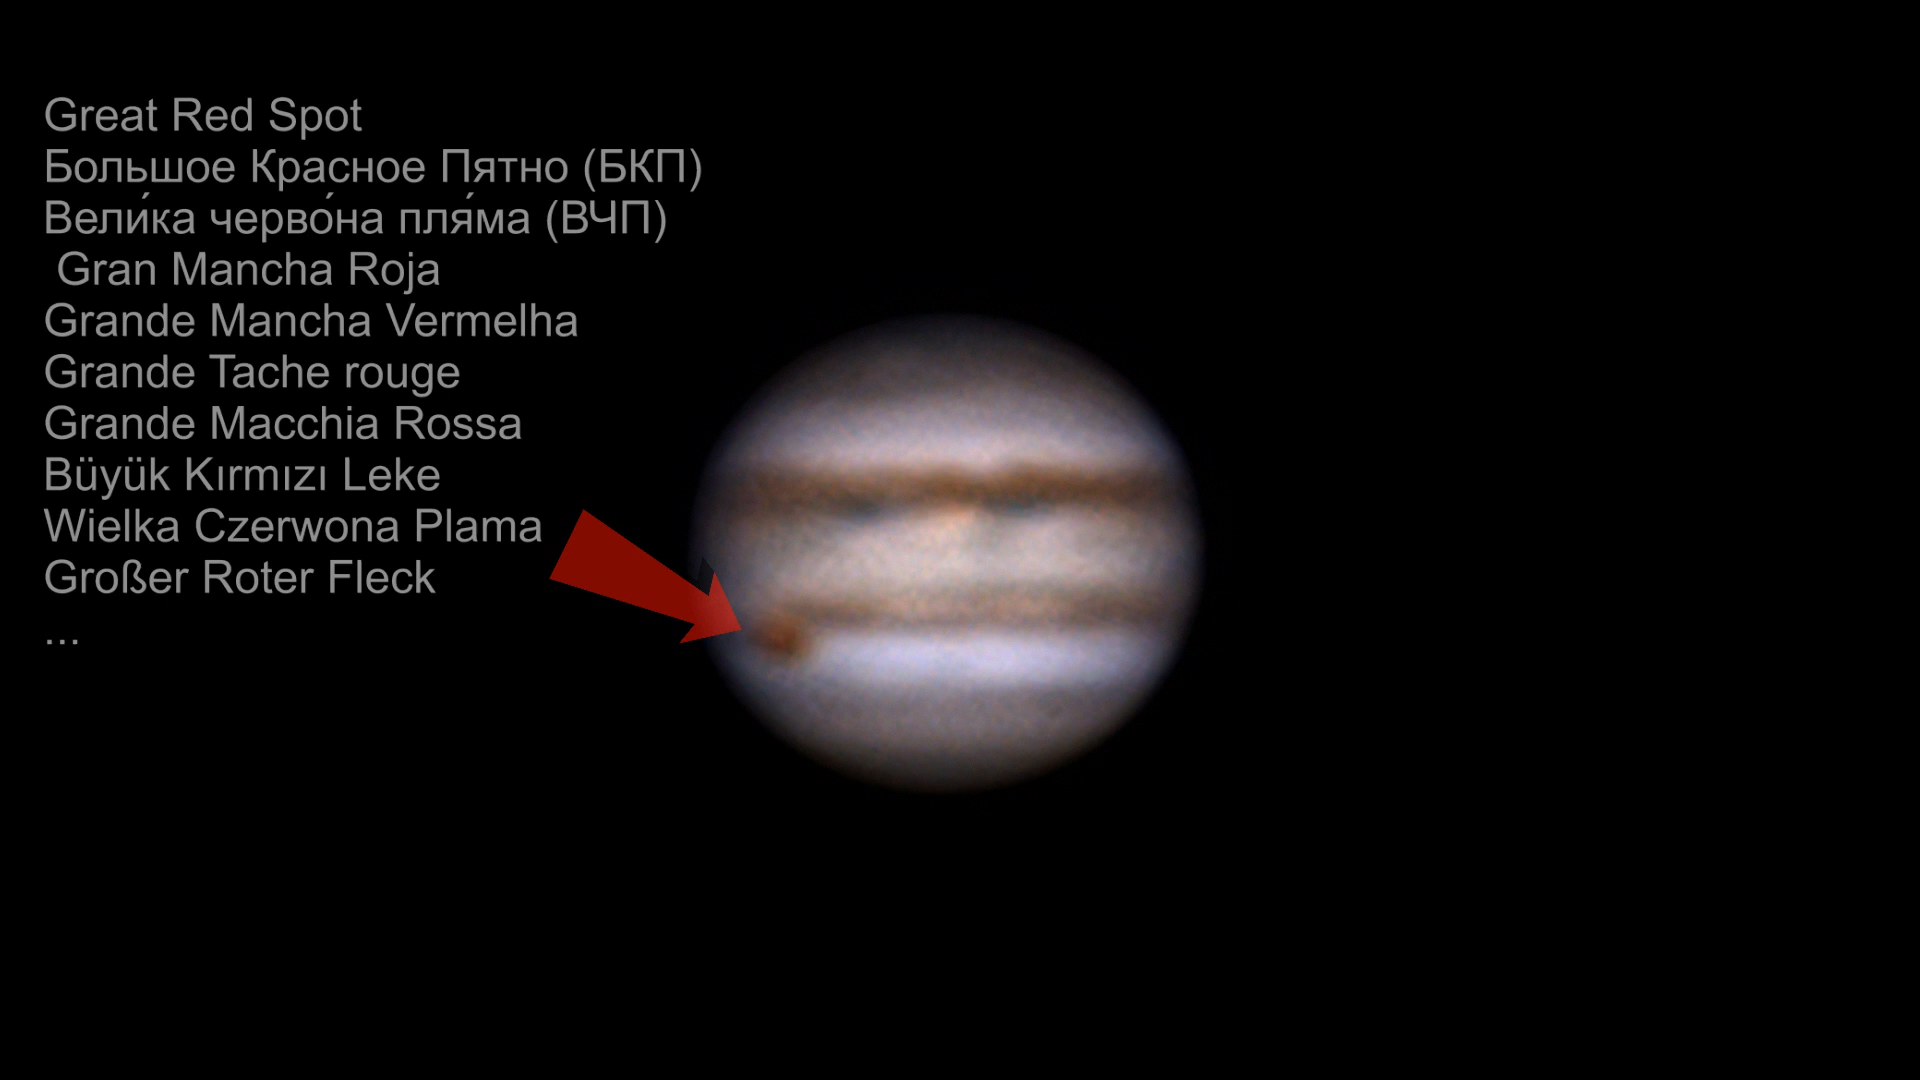 Great Red Spot
Большое Красное Пятно (БКП)
Вели́ка черво́на пля́ма (ВЧП)
Gran Mancha Roja
Grande Mancha Vermelha
Grande Tache rouge
Grande Macchia Rossa
Büyük Kırmızı Leke
Wielka Czerwona Plama
Großer Roter Fleck
...